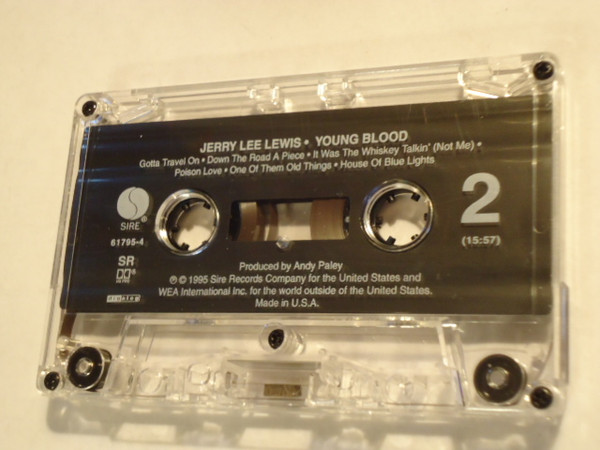 JERRY LEE LEWIS • YOUNG BLOOD
Gotta Travel On • Down The Road A Piece • It Was The Whiskey Talkin' (Not Me) •
Poison Love • One Of Them Old Things • House Of Blue Lights
2
(15:57)
SIRE®
61795-4
SR
Produced by Andy Paley
℗ © 1995 Sire Records Company for the United States and
WEA International Inc. for the world outside of the United States.
Made in U.S.A.